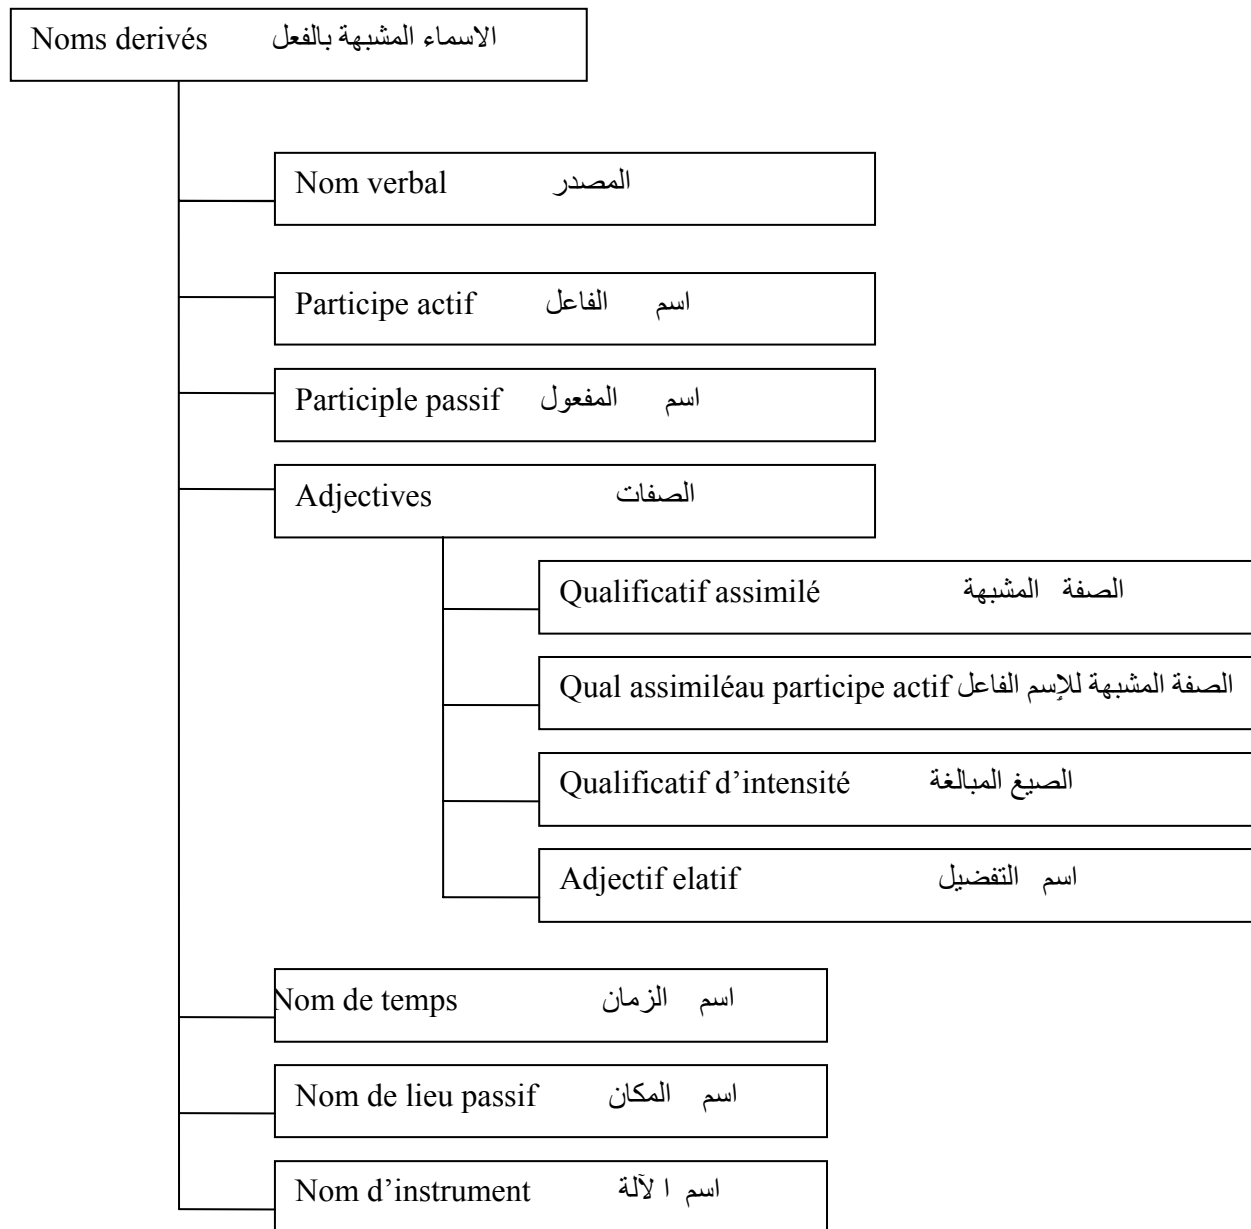 Noms derivés الاسماء المشبهة بالفعل
Nom verbal المصدر
Participe actif اسم الفاعل
Participle passif اسم المفعول
Adjectives الصفات
Qualificatif assimilé الصفة المشبهة
Qual assimiléau participe actif الصفة المشبهة للإسم الفاعل
Qualificatif d’intensité الصيغ المبالغة
Adjectif elatif اسم التفضيل
Nom de temps اسم الزمان
Nom de lieu passif اسم المكان
Nom d’instrument اسم ا لآلة